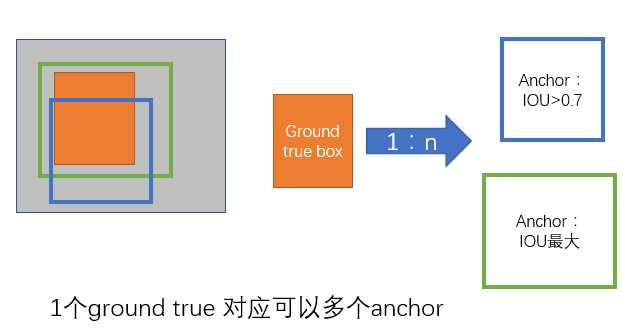 Ground
true box
1：n
Anchor：
IOU>0.7
Anchor：
IOU最大
1个ground true 对应可以多个anchor